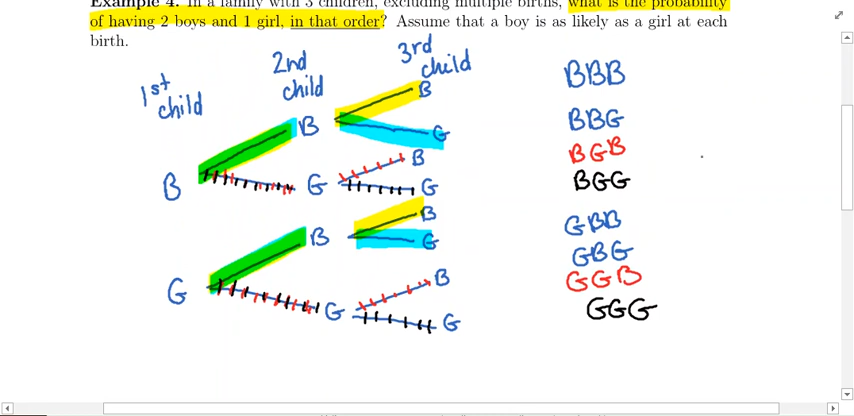 Example 4. In a family with 3 children, excluding multiple births, what is the probability
of having 2 boys and 1 girl, in that order? Assume that a boy is as likely as a girl at each
birth.
1st child
2nd child
3rd child
B
B
B
G
G
B
G
G
B
B
G
G
B
G
BBB
BBG
BGB
BGG
GBB
GBG
GGB
GGG